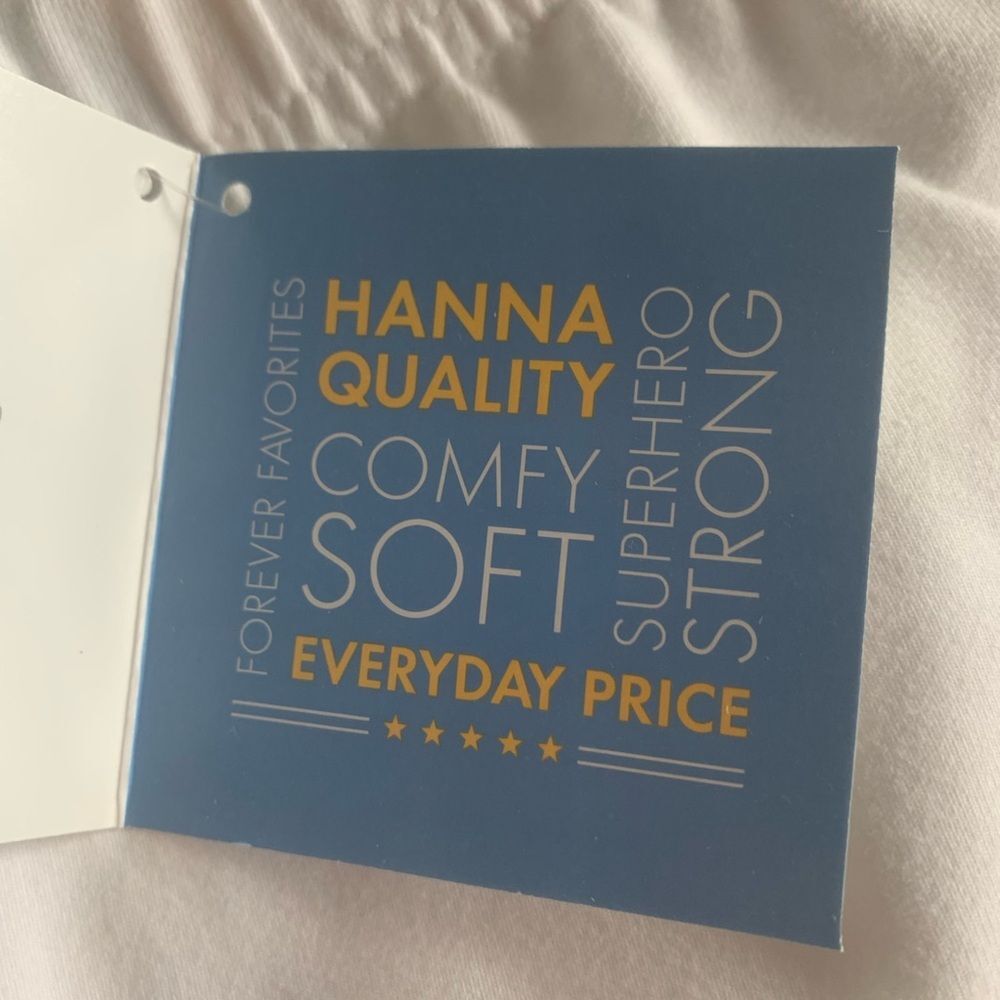 FOREVER FAVORITES
HANNA
QUALITY
COMFY
SOFT
SUPERHERO
STRONG
EVERYDAY PRICE